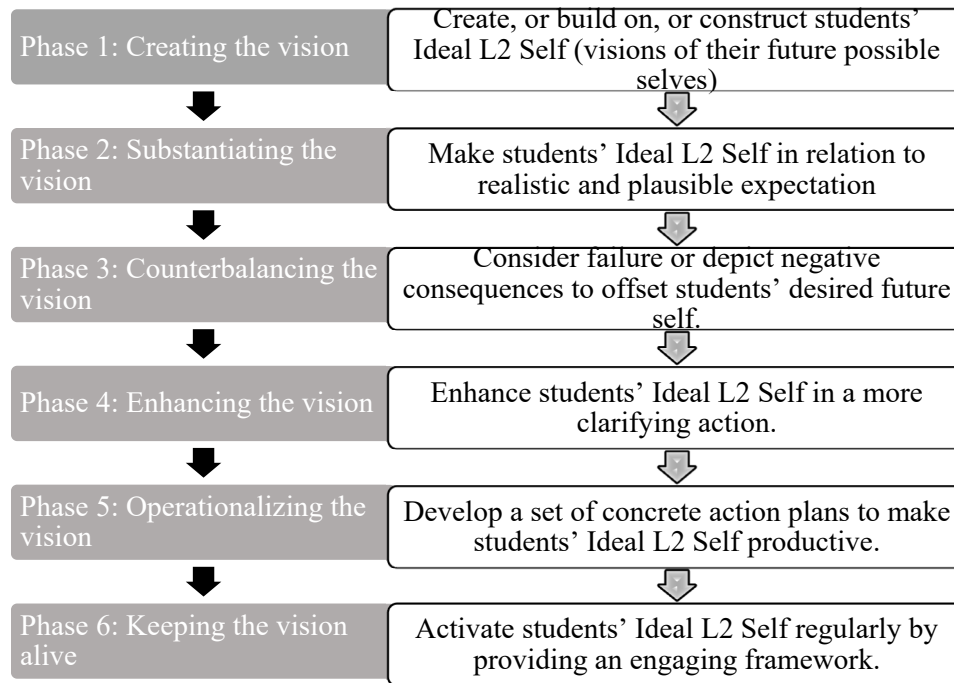 Phase 1: Creating the vision
Create, or build on, or construct students’
Ideal L2 Self (visions of their future possible
selves)
Phase 2: Substantiating the
vision
Make students’ Ideal L2 Self in relation to
realistic and plausible expectation
Phase 3: Counterbalancing the
vision
Consider failure or depict negative
consequences to offset students’ desired future
self.
Phase 4: Enhancing the vision
Enhance students’ Ideal L2 Self in a more
clarifying action.
Phase 5: Operationalizing the
vision
Develop a set of concrete action plans to make
students’ Ideal L2 Self productive.
Phase 6: Keeping the vision
alive
Activate students’ Ideal L2 Self regularly by
providing an engaging framework.